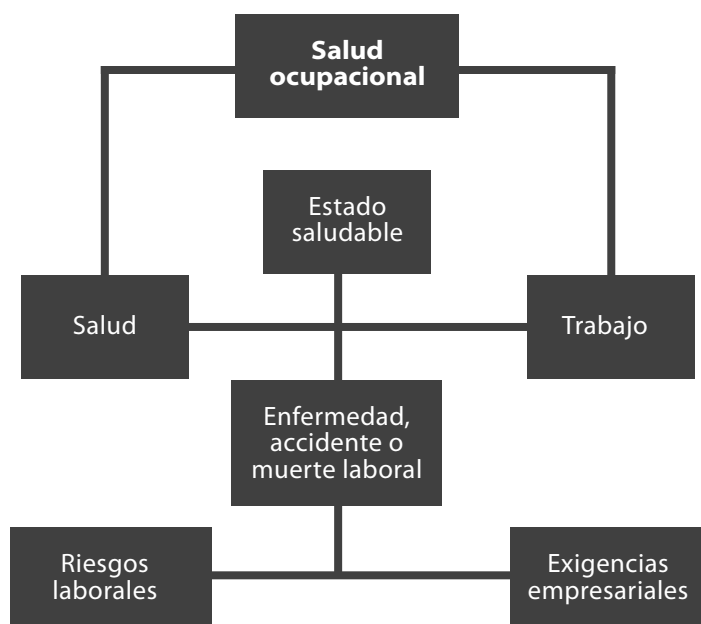 Salud
ocupacional
Estado
saludable
Salud
Trabajo
Enfermedad,
accidente o
muerte laboral
Riesgos
laborales
Exigencias
empresariales